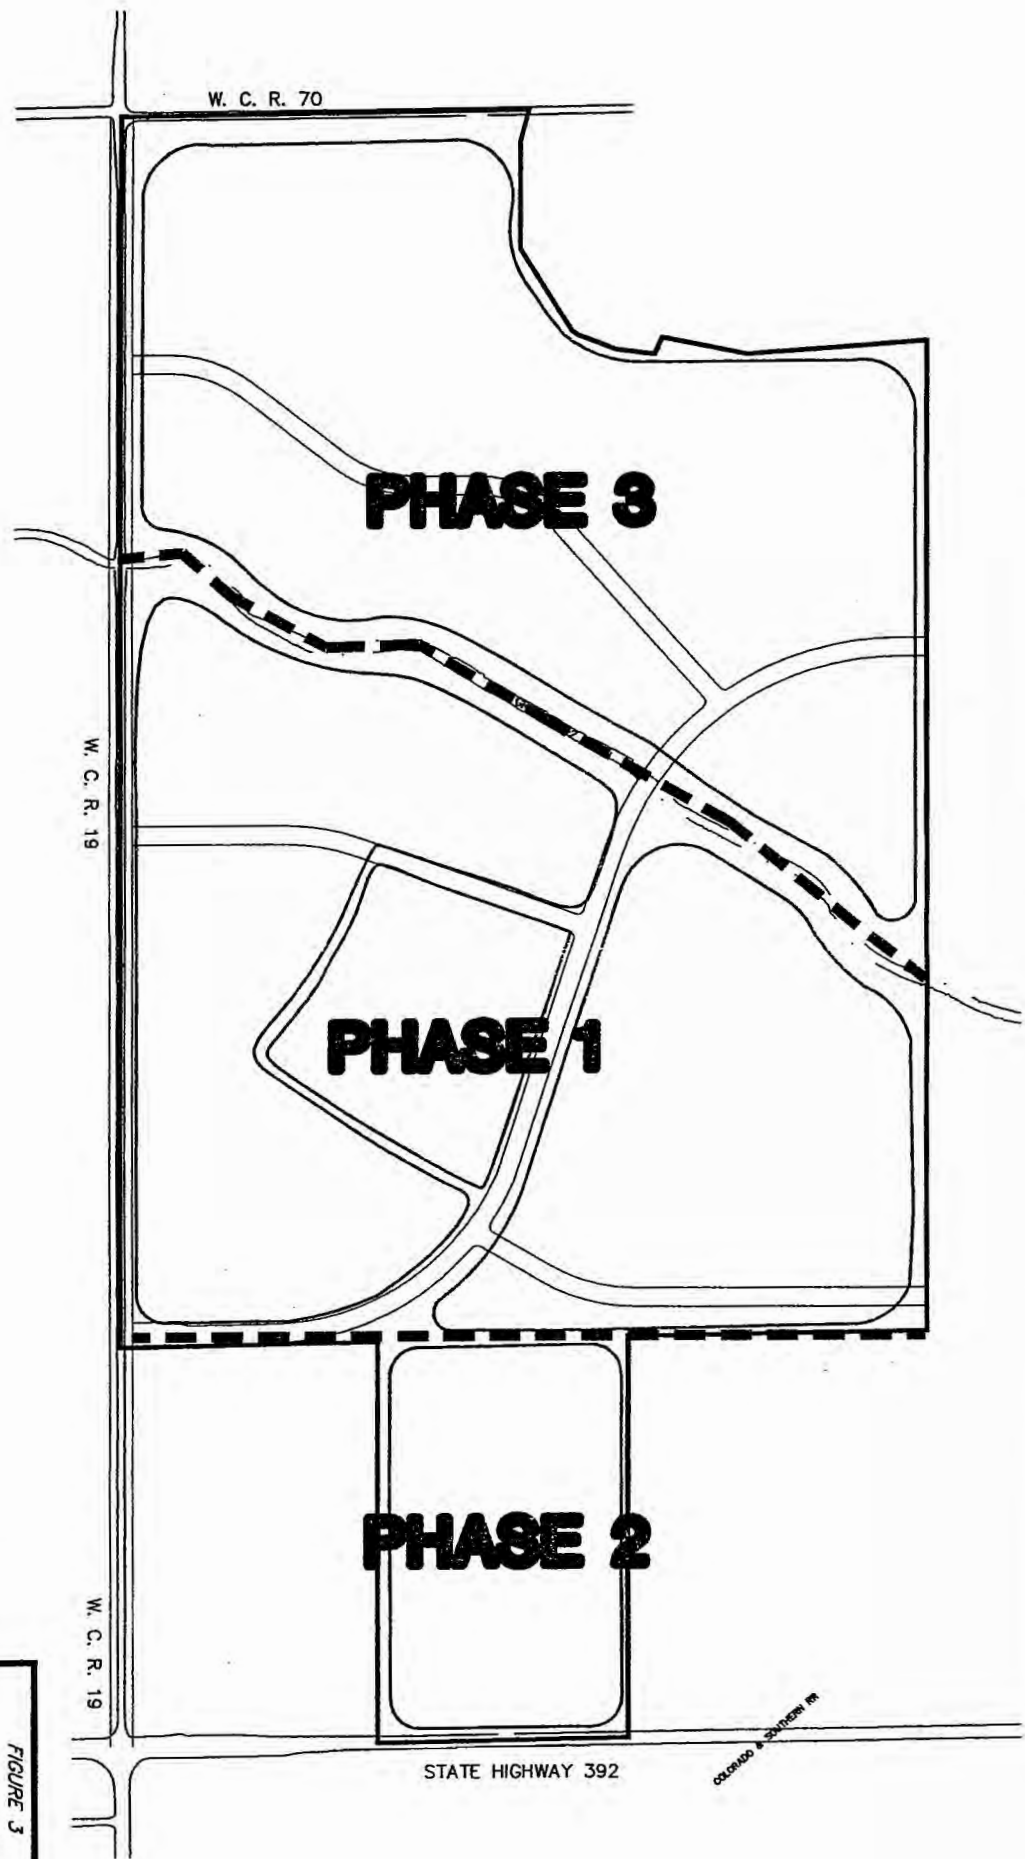 W. C. R. 70
PHASE 3
W. C. R. 19
PHASE 1
PHASE 2
W. C. R. 19
STATE HIGHWAY 392
COLORADO & SOUTHERN RR
FIGURE 3